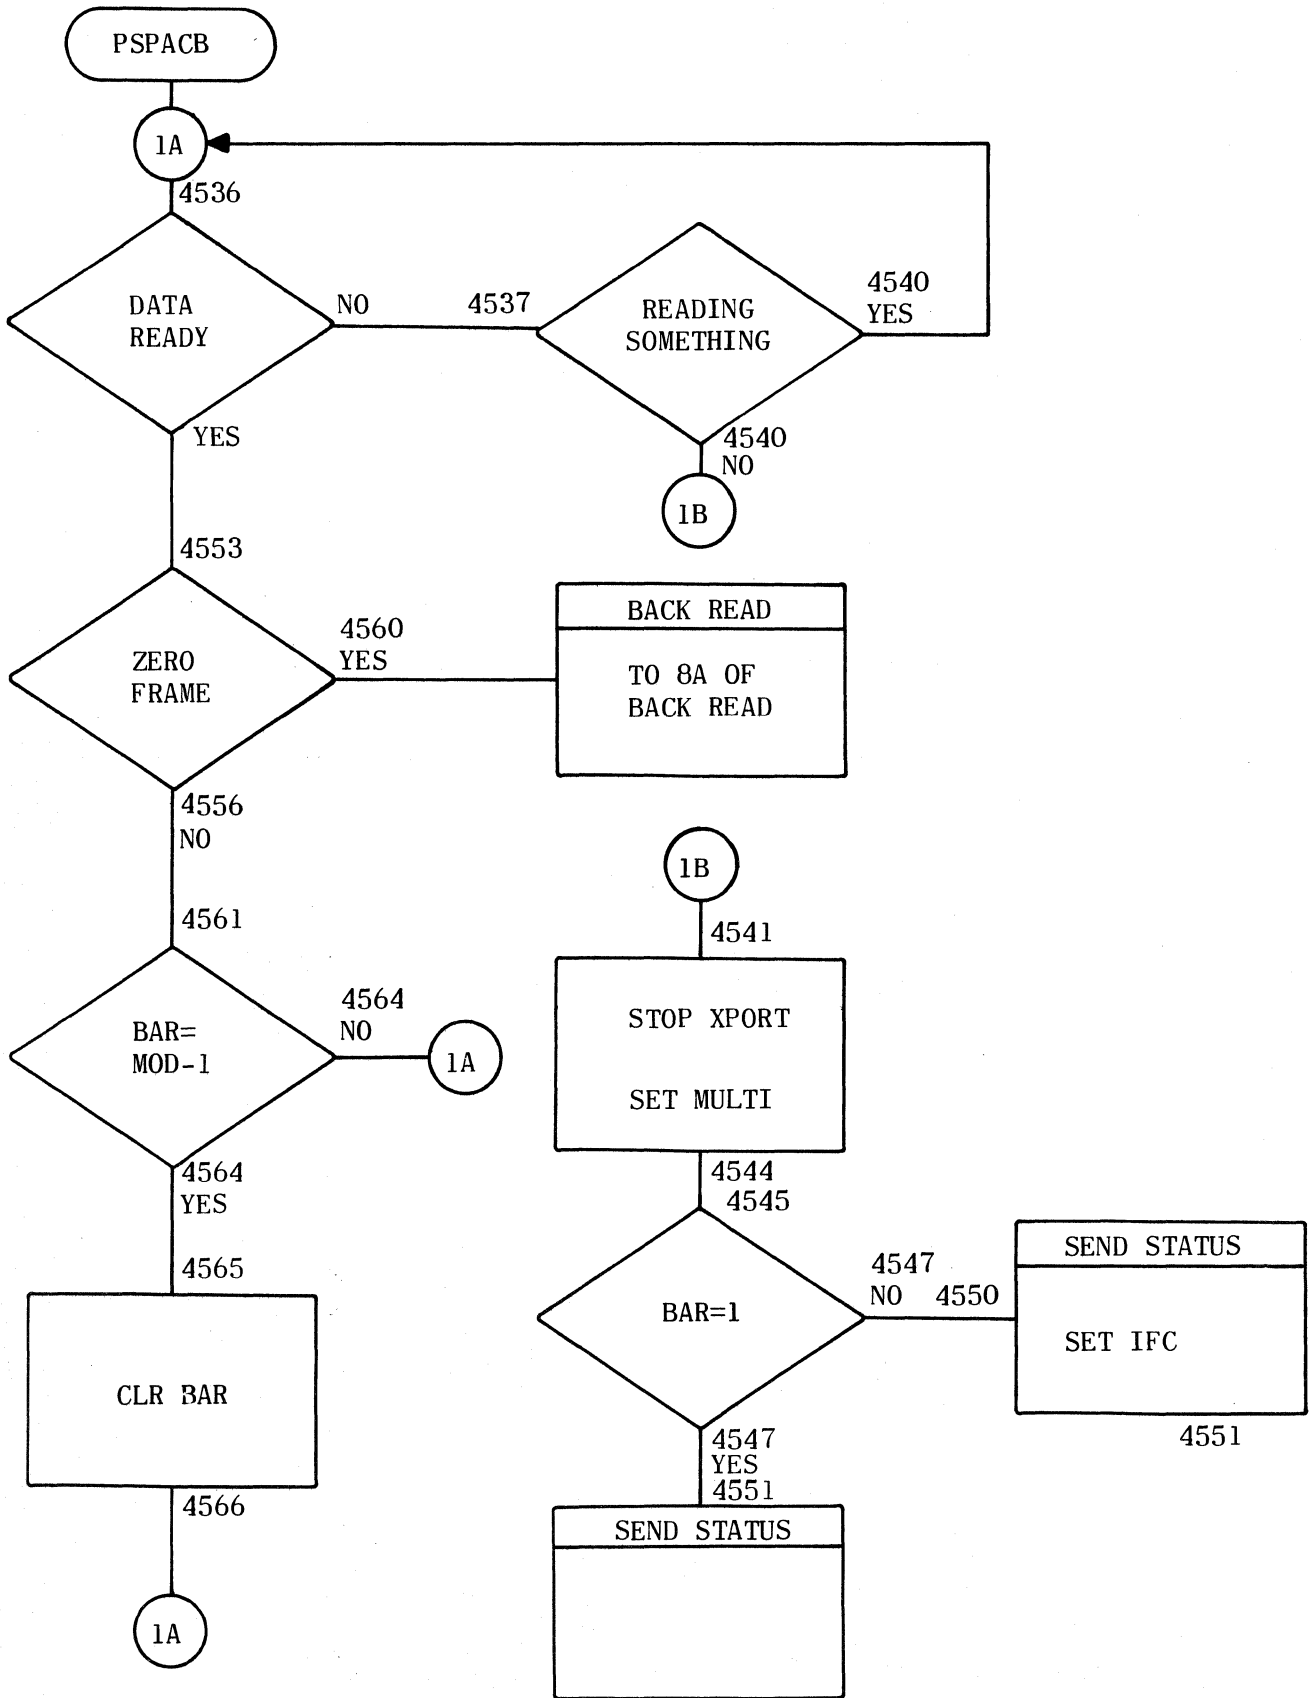 PSPACB
1A
4536
DATA
READY
NO
4537
READING
SOMETHING
4540
YES
YES
4540
NO
1B
4553
ZERO
FRAME
4560
YES
BACK READ
TO 8A OF
BACK READ
4556
NO
1B
4561
4541
BAR=
MOD-1
4564
NO
1A
STOP XPORT
SET MULTI
4564
YES
4544
4545
4565
CLR BAR
4566
1A
BAR=1
4547
NO 4550
SEND STATUS
SET IFC
4551
4547
YES
4551
SEND STATUS